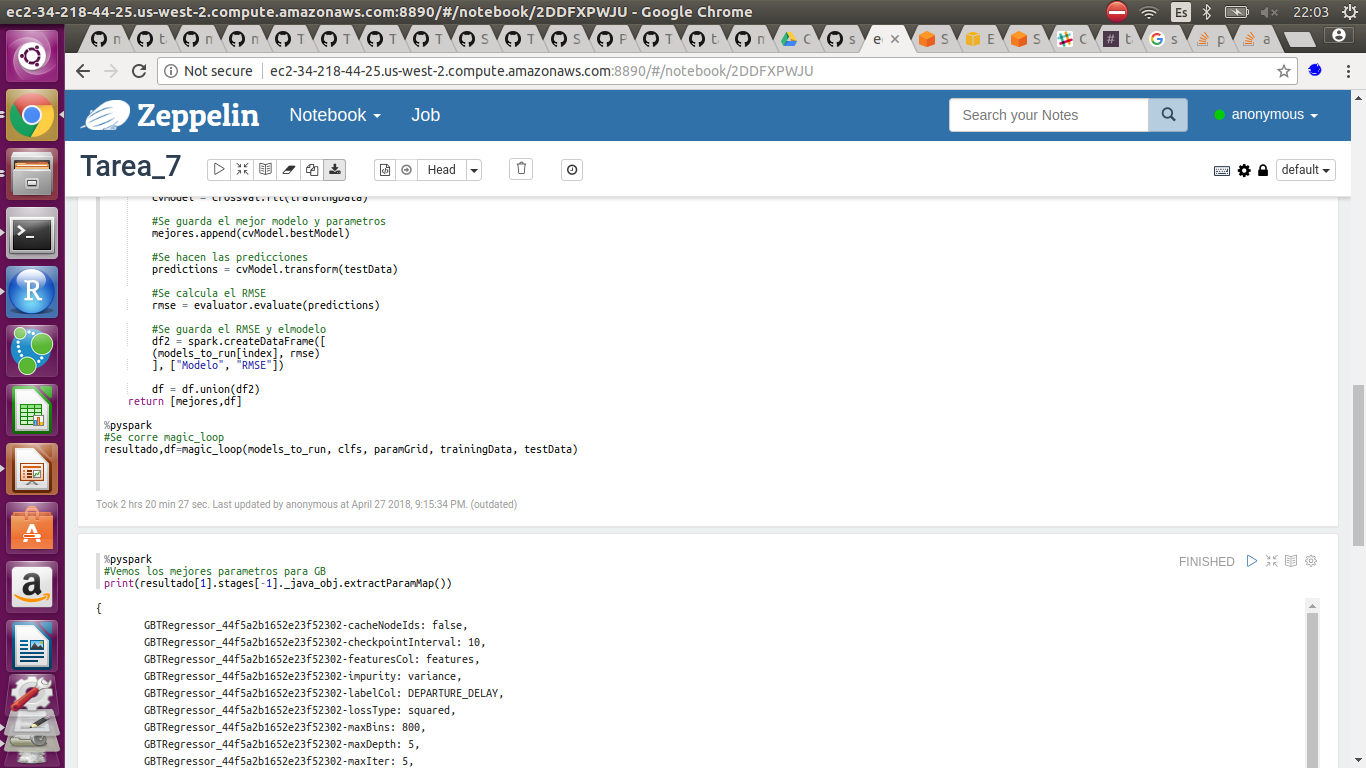 ec2-34-218-44-25.us-west-2.compute.amazonaws.com:8890/#/notebook/2DDFXPWJU - Google Chrome
Es
22:03
Not secure
ec2-34-218-44-25.us-west-2.compute.amazonaws.com:8890/#/notebook/2DDFXPWJU
Zeppelin
Notebook
Job
Search your Notes
anonymous
Tarea_7
Head
default
cvModel = crossval.fit(trainingData)
#Se guarda el mejor modelo y parametros
mejores.append(cvModel.bestModel)
#Se hacen las predicciones
predictions = cvModel.transform(testData)
#Se calcula el RMSE
rmse = evaluator.evaluate(predictions)
#Se guarda el RMSE y elmodelo
df2 = spark.createDataFrame([
(models_to_run[index], rmse)
], ["Modelo", "RMSE"])
df = df.union(df2)
return [mejores,df]
%pyspark
#Se corre magic_loop
resultado,df=magic_loop(models_to_run, clfs, paramGrid, trainingData, testData)
Took 2 hrs 20 min 27 sec. Last updated by anonymous at April 27 2018, 9:15:34 PM. (outdated)
%pyspark
#Vemos los mejores parametros para GB
print(resultado[1].stages[-1]._java_obj.extractParamMap())
FINISHED
{
GBTRegressor_44f5a2b1652e23f52302-cacheNodeIds: false,
GBTRegressor_44f5a2b1652e23f52302-checkpointInterval: 10,
GBTRegressor_44f5a2b1652e23f52302-featuresCol: features,
GBTRegressor_44f5a2b1652e23f52302-impurity: variance,
GBTRegressor_44f5a2b1652e23f52302-labelCol: DEPARTURE_DELAY,
GBTRegressor_44f5a2b1652e23f52302-lossType: squared,
GBTRegressor_44f5a2b1652e23f52302-maxBins: 800,
GBTRegressor_44f5a2b1652e23f52302-maxDepth: 5,
GBTRegressor_44f5a2b1652e23f52302-maxIter: 5,